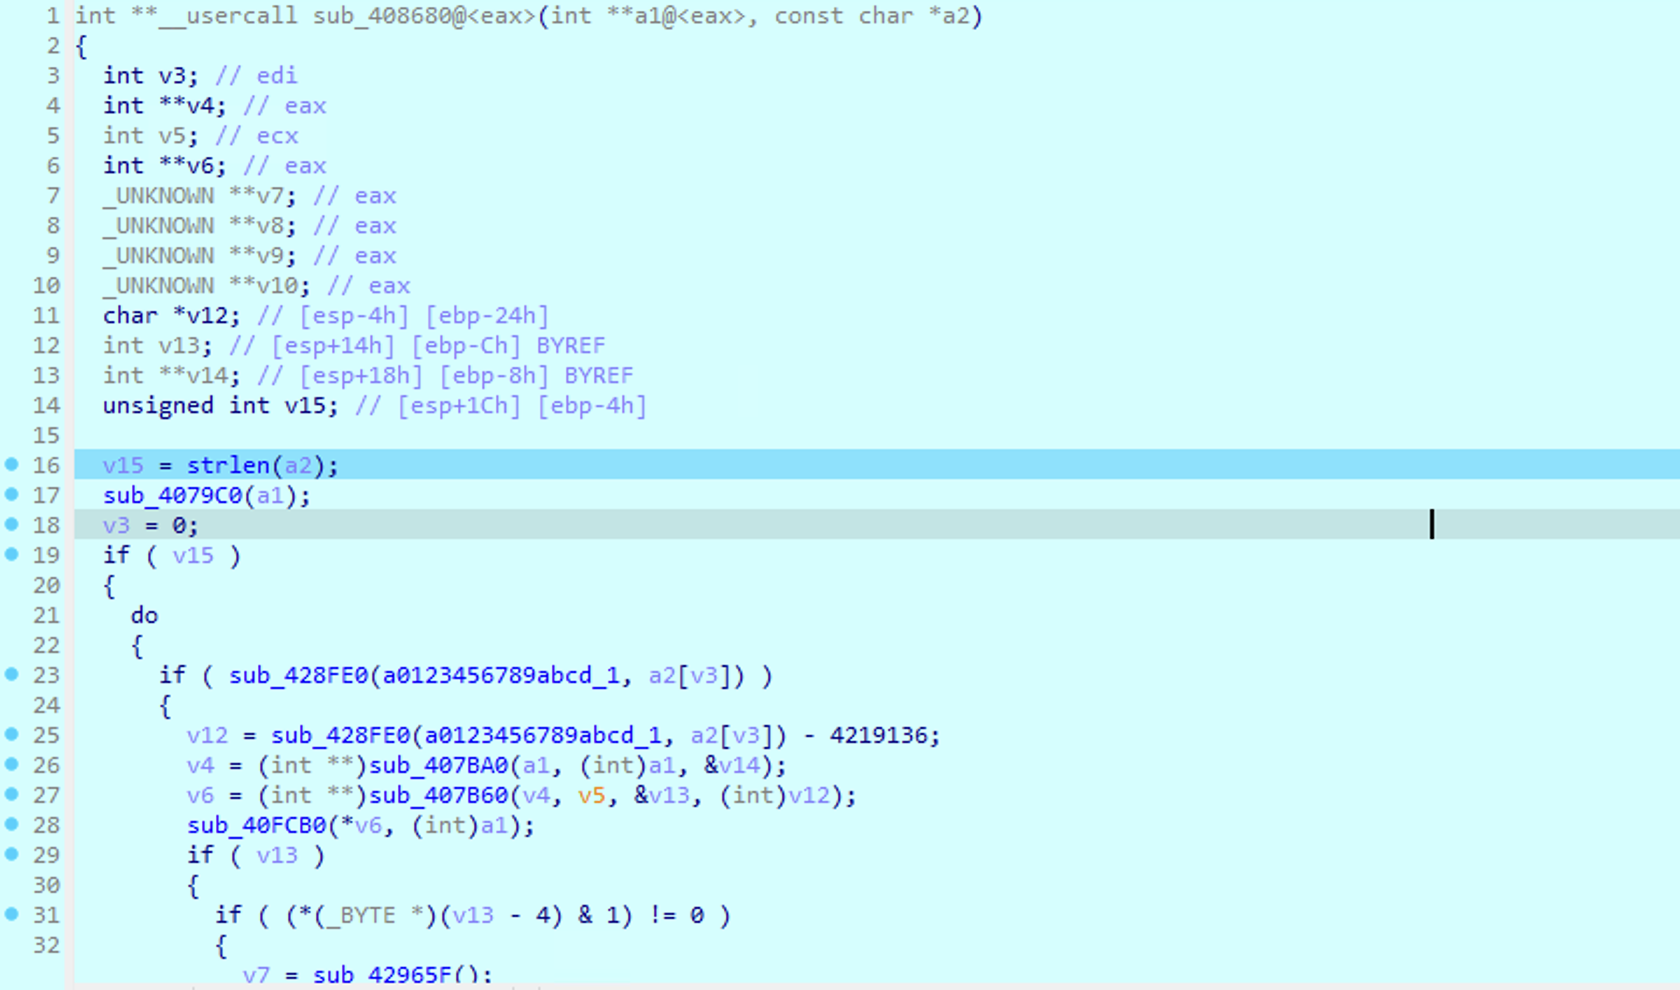 1 int **__usercall sub_408680@<eax>(int **a1@<eax>, const char *a2)
2 {
3   int v3; // edi
4   int **v4; // eax
5   int v5; // ecx
6   int **v6; // eax
7   _UNKNOWN **v7; // eax
8   _UNKNOWN **v8; // eax
9   _UNKNOWN **v9; // eax
10   _UNKNOWN **v10; // eax
11   char *v12; // [esp-4h] [ebp-24h]
12   int v13; // [esp+14h] [ebp-Ch] BYREF
13   int **v14; // [esp+18h] [ebp-8h] BYREF
14   unsigned int v15; // [esp+1Ch] [ebp-4h]
15
16   v15 = strlen(a2);
17   sub_4079C0(a1);
18   v3 = 0;
19   if ( v15 )
20   {
21     do
22     {
23       if ( sub_428FE0(a0123456789abcd_1, a2[v3]) )
24       {
25         v12 = sub_428FE0(a0123456789abcd_1, a2[v3]) - 4219136;
26         v4 = (int **)sub_407BA0(a1, (int)a1, &v14);
27         v6 = (int **)sub_407B60(v4, v5, &v13, (int)v12);
28         sub_40FCB0(*v6, (int)a1);
29         if ( v13 )
30         {
31           if ( (*(_BYTE *)(v13 - 4) & 1) != 0 )
32           {
            v7 = sub_42965F();